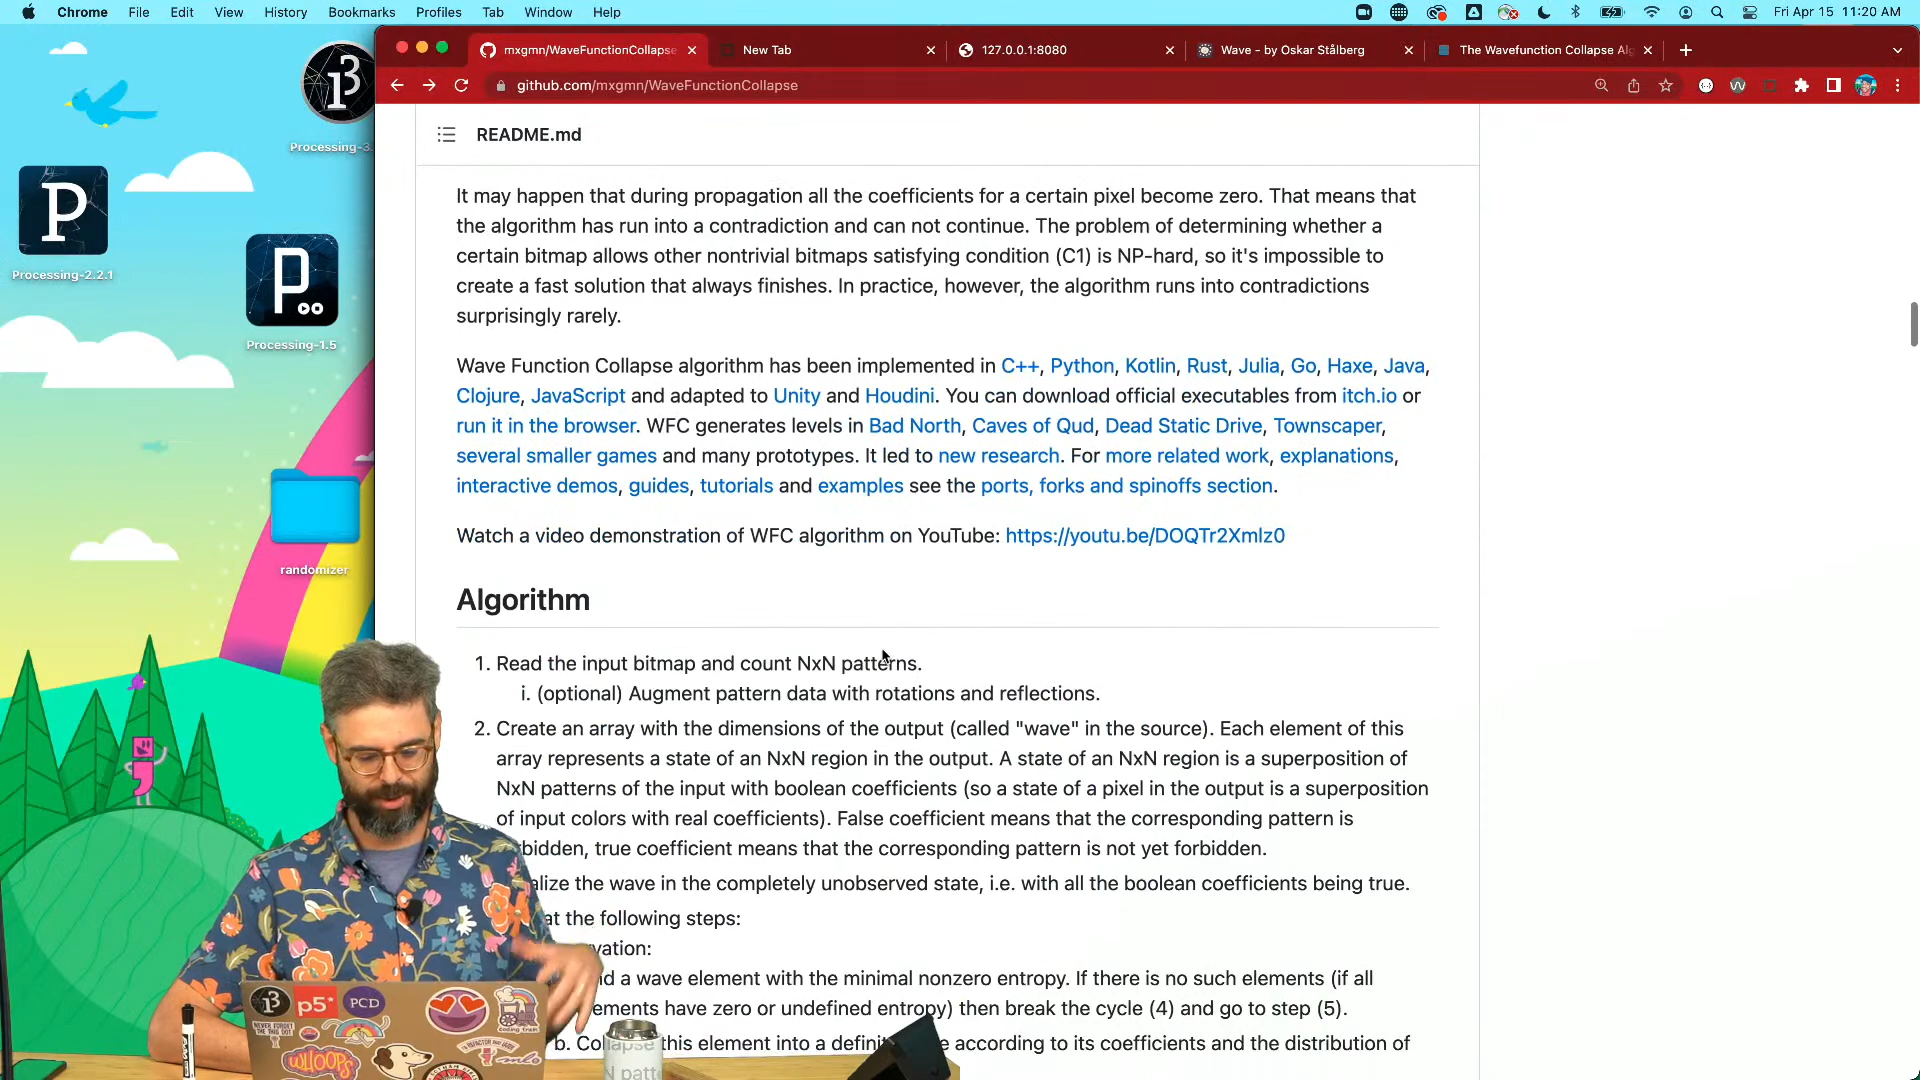 Chrome File Edit View History Bookmarks Profiles Tab Window Help Fri Apr 15 11:20 AM
mxgmn/WaveFunctionCollapse New Tab 127.0.0.1:8080 Wave - by Oskar Stålberg The Wavefunction Collapse Alg
github.com/mxgmn/WaveFunctionCollapse
Processing-3.
Processing-2.2.1
Processing-1.5
randomizer
README.md
It may happen that during propagation all the coefficients for a certain pixel become zero. That means that
the algorithm has run into a contradiction and can not continue. The problem of determining whether a
certain bitmap allows other nontrivial bitmaps satisfying condition (C1) is NP-hard, so it's impossible to
create a fast solution that always finishes. In practice, however, the algorithm runs into contradictions
surprisingly rarely.
Wave Function Collapse algorithm has been implemented in C++, Python, Kotlin, Rust, Julia, Go, Haxe, Java,
Clojure, JavaScript and adapted to Unity and Houdini. You can download official executables from itch.io or
run it in the browser. WFC generates levels in Bad North, Caves of Qud, Dead Static Drive, Townscaper,
several smaller games and many prototypes. It led to new research. For more related work, explanations,
interactive demos, guides, tutorials and examples see the ports, forks and spinoffs section.
Watch a video demonstration of WFC algorithm on YouTube: https://youtu.be/DOQTr2Xmlz0
Algorithm
1. Read the input bitmap and count NxN patterns.
i. (optional) Augment pattern data with rotations and reflections.
2. Create an array with the dimensions of the output (called "wave" in the source). Each element of this
array represents a state of an NxN region in the output. A state of an NxN region is a superposition of
NxN patterns of the input with boolean coefficients (so a state of a pixel in the output is a superposition
of input colors with real coefficients). False coefficient means that the corresponding pattern is
bidden, true coefficient means that the corresponding pattern is not yet forbidden.
alize the wave in the completely unobserved state, i.e. with all the boolean coefficients being true.
at the following steps:
vation:
d a wave element with the minimal nonzero entropy. If there is no such elements (if all
ements have zero or undefined entropy) then break the cycle (4) and go to step (5).
b. Collapse this element into a definit e according to its coefficients and the distribution of
N patte
p5* PCD
NEVER FORGET
THE THIS DOT!
WHOOPS
coding train